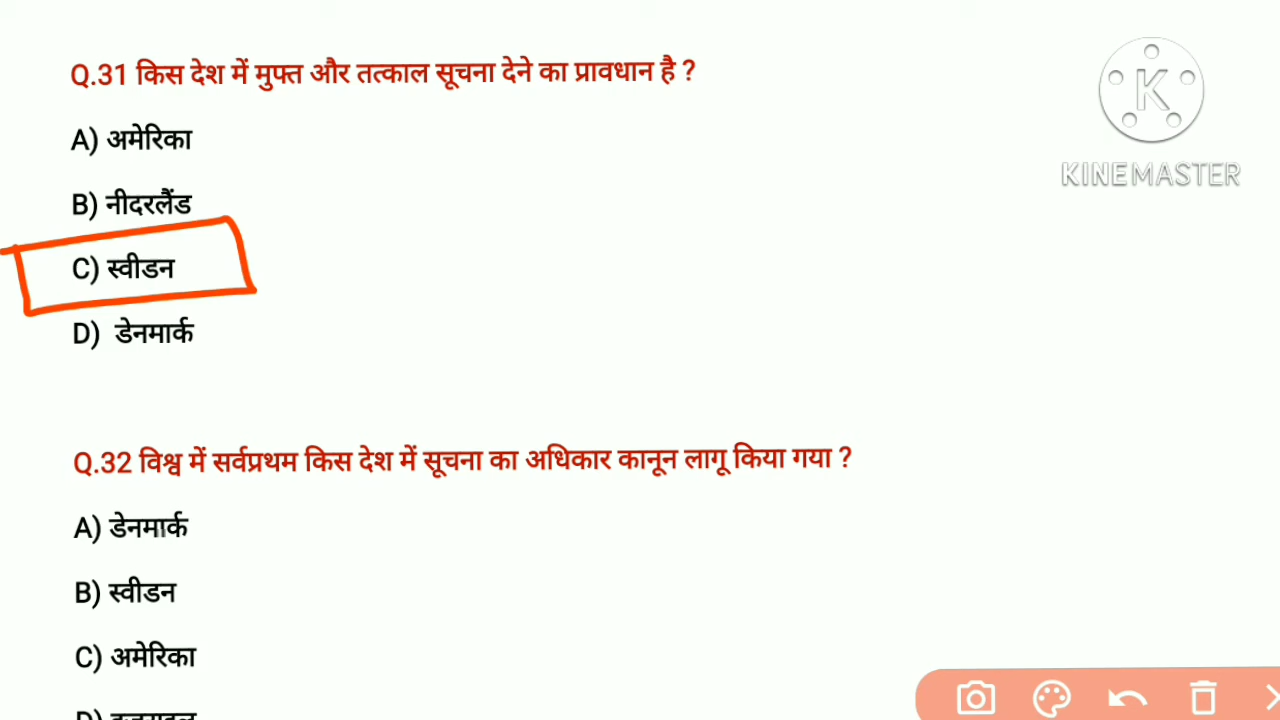 Q.31 किस देश में मुफ्त और तत्काल सूचना देने का प्रावधान है ?
A) अमेरिका
B) नीदरलैंड
C) स्वीडन
D) डेनमार्क
K
KINEMASTER
Q.32 विश्व में सर्वप्रथम किस देश में सूचना का अधिकार कानून लागू किया गया ?
A) डेनमार्क
B) स्वीडन
C) अमेरिका